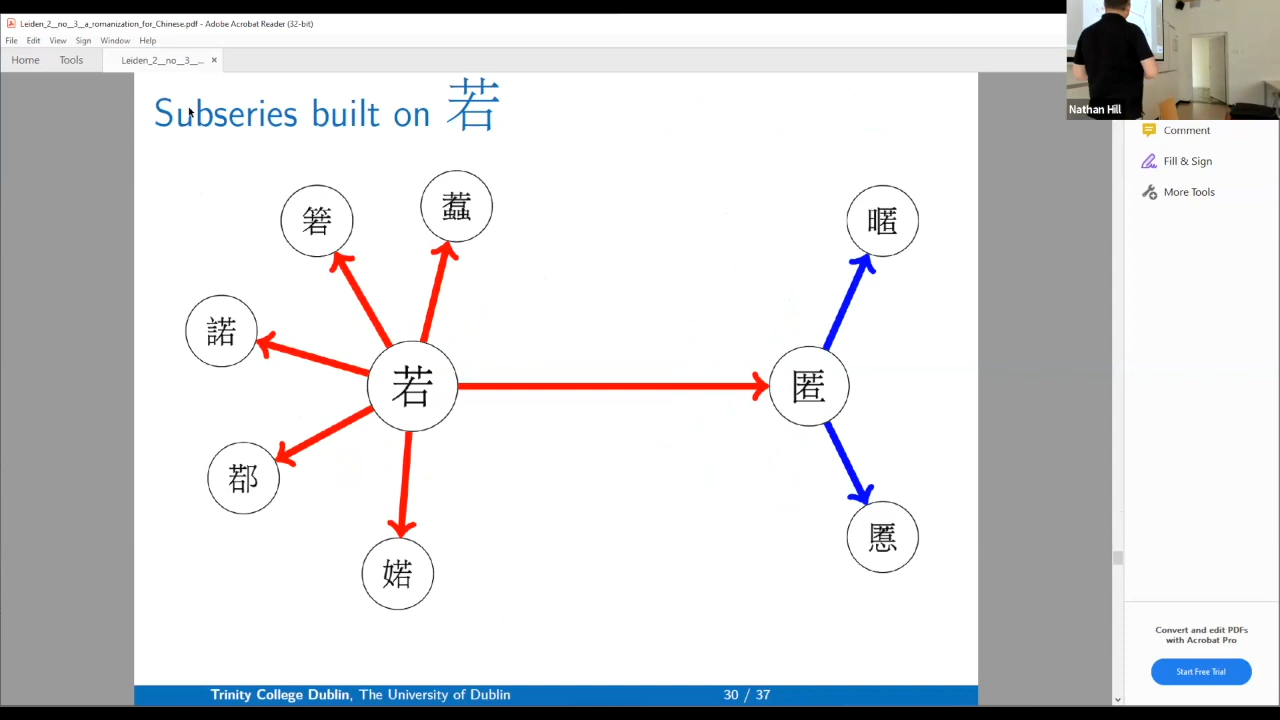 Leiden_2__no__3__a_romanization_for_Chinese.pdf - Adobe Acrobat Reader (32-bit)
File Edit View Sign Window Help
Home Tools Leiden_2__no__3__a... ×
Nathan Hill
Subseries built on 若
Comment
Fill & Sign
More Tools
箬
蠚
暱
諾
若
匿
鄀
婼
慝
Convert and edit PDFs
with Acrobat Pro
Start Free Trial
Trinity College Dublin, The University of Dublin 30 / 37